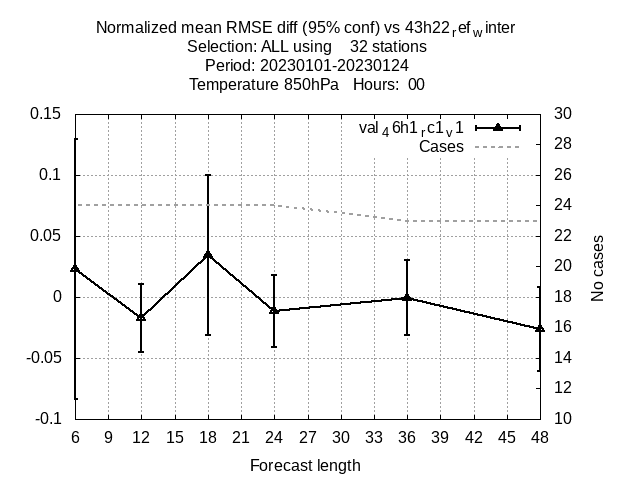 Normalized mean RMSE diff (95% conf) vs 43h22ref winter
Selection: ALL using    32 stations
Period: 20230101-20230124
Temperature 850hPa   Hours:  00
0.15
0.1
0.05
0
-0.05
-0.1
30
28
26
24
22
20
18
16
14
12
10
No cases
val46h1rc1v1
Cases
6 9 12 15 18 21 24 27 30 33 36 39 42 45 48
Forecast length